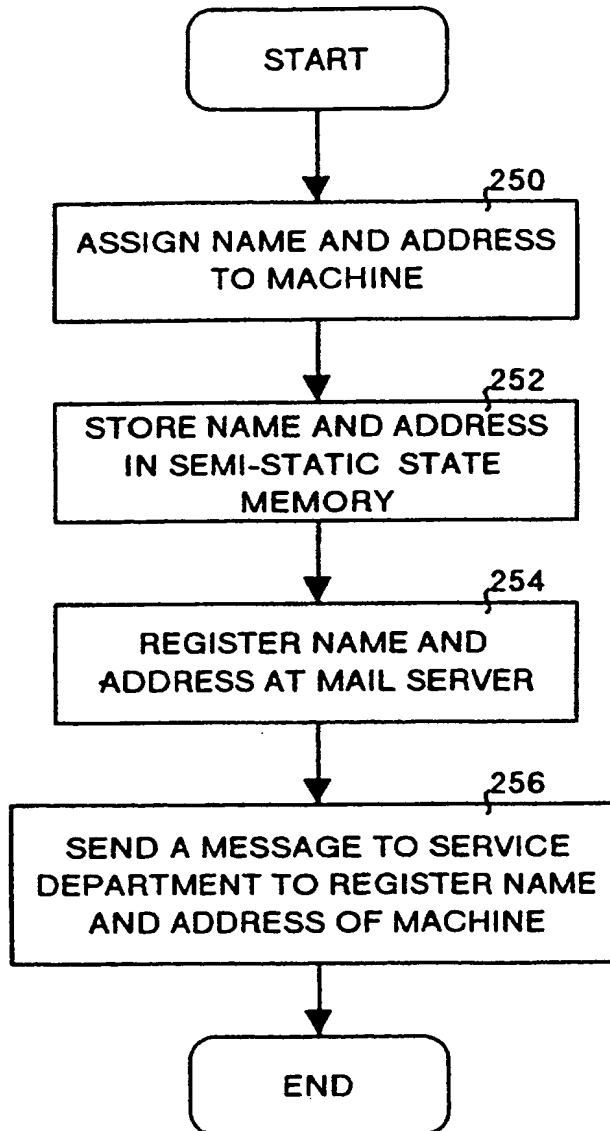 START
250
ASSIGN NAME AND ADDRESS
TO MACHINE
252
STORE NAME AND ADDRESS
IN SEMI-STATIC STATE
MEMORY
254
REGISTER NAME AND
ADDRESS AT MAIL SERVER
256
SEND A MESSAGE TO SERVICE
DEPARTMENT TO REGISTER NAME
AND ADDRESS OF MACHINE
END